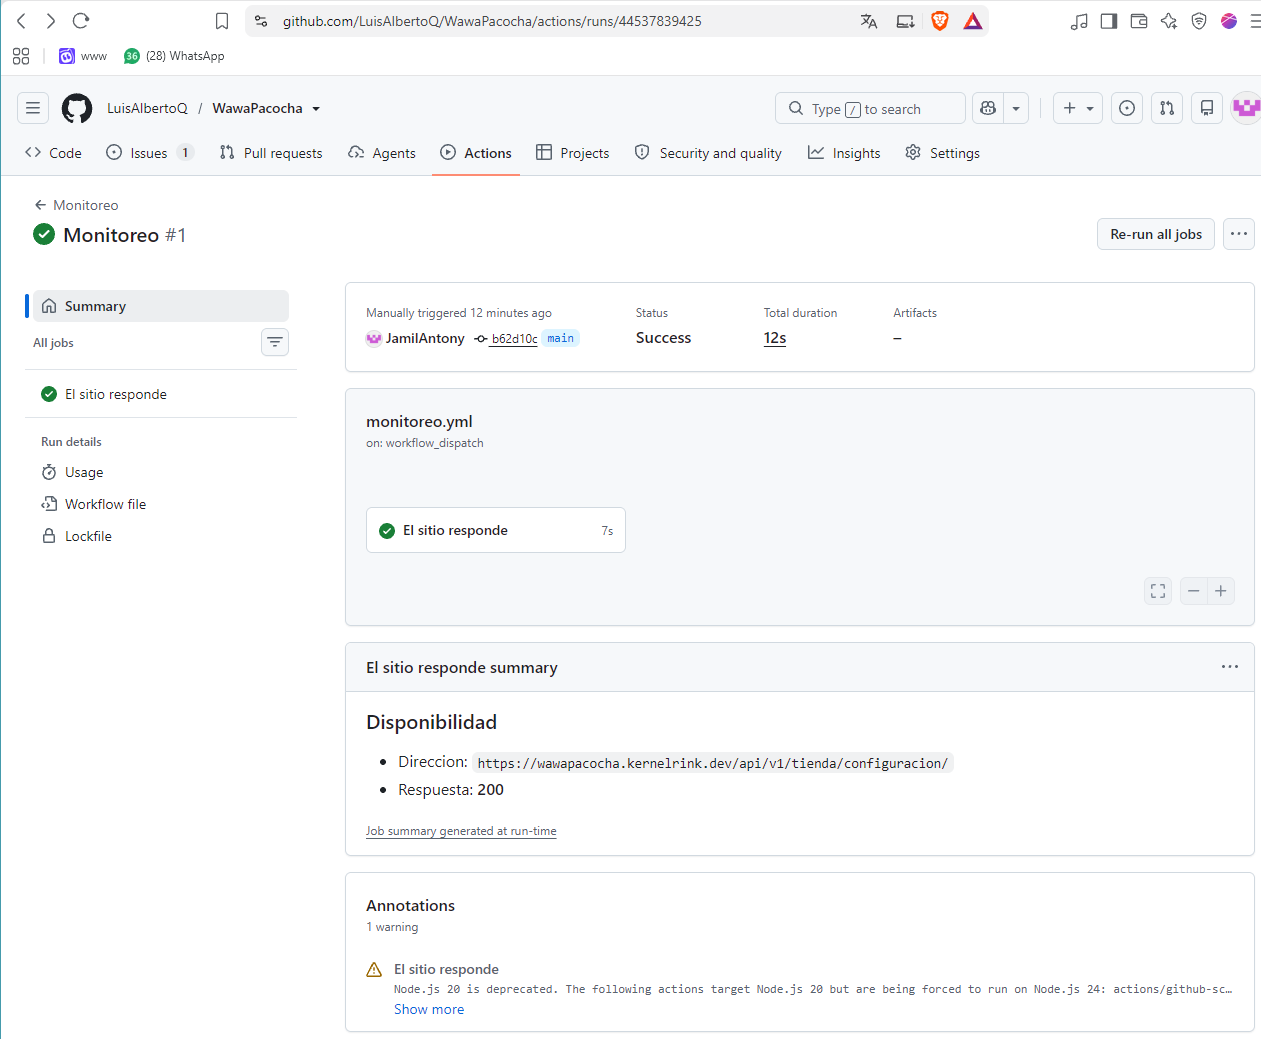 github.com/LuisAlbertoQ/WawaPacocha/actions/runs/44537839425
www
36 (28) WhatsApp
LuisAlbertoQ / WawaPacocha
Type / to search
Code
Issues 1
Pull requests
Agents
Actions
Projects
Security and quality
Insights
Settings
Monitoreo
Monitoreo #1
Re-run all jobs
Summary
All jobs
El sitio responde
Run details
Usage
Workflow file
Lockfile
Manually triggered 12 minutes ago
JamilAntony b62d10c main
Status
Success
Total duration
12s
Artifacts
–
monitoreo.yml
on: workflow_dispatch
El sitio responde 7s
El sitio responde summary
Disponibilidad
Direccion: https://wawapacocha.kernelrink.dev/api/v1/tienda/configuracion/
Respuesta: 200
Job summary generated at run-time
Annotations
1 warning
El sitio responde
Node.js 20 is deprecated. The following actions target Node.js 20 but are being forced to run on Node.js 24: actions/github-sc…
Show more